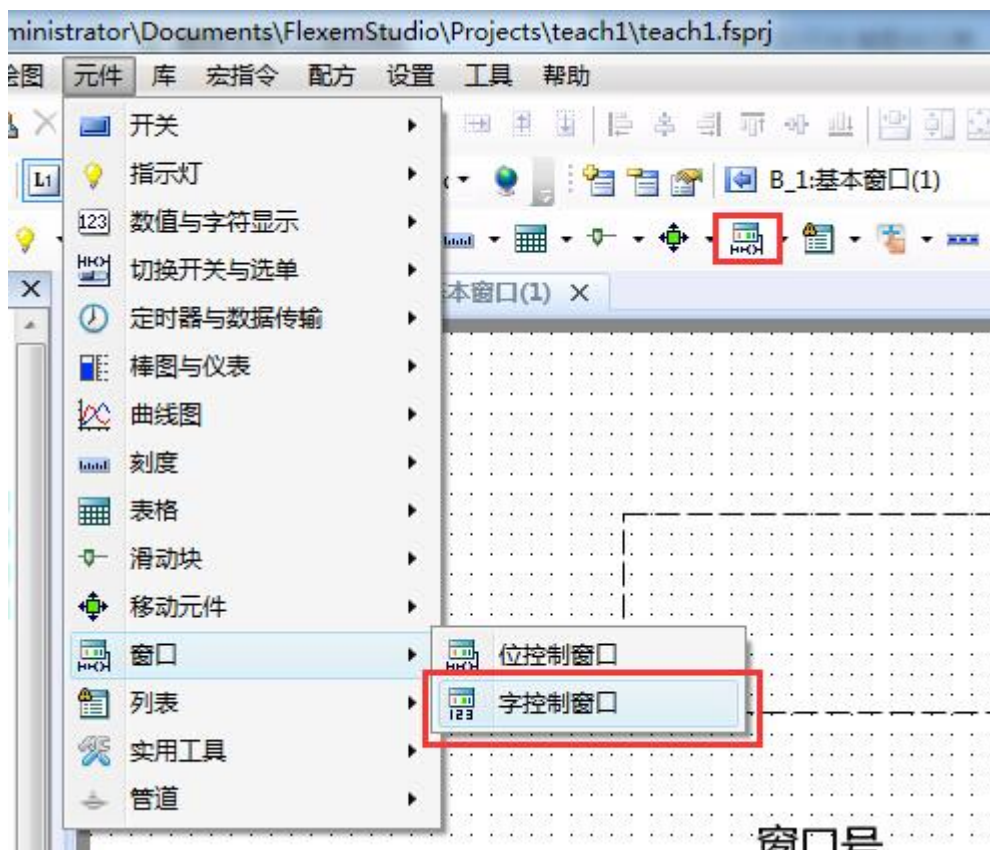 ministrator\Documents\FlexemStudio\Projects\teach1\teach1.fsprj
绘图 元件 库 宏指令 配方 设置 工具 帮助
开关
L1 指示灯 B_1:基本窗口(1)
123 数值与字符显示
切换开关与选单 基本窗口(1)
定时器与数据传输
棒图与仪表
曲线图
刻度
表格
滑动块
移动元件
窗口 位控制窗口
列表 123 字控制窗口
实用工具
管道
窗口号